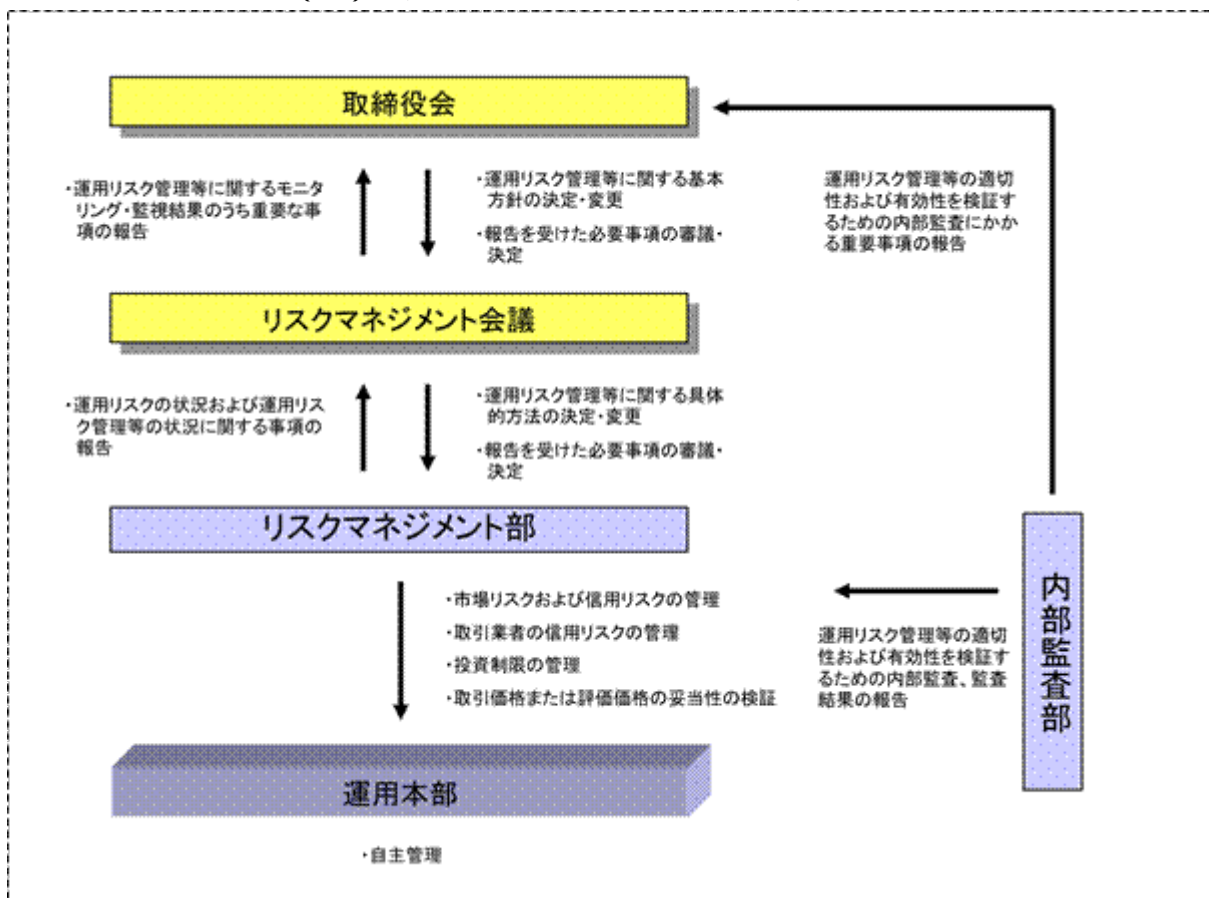 取締役会
・運用リスク管理等に関するモニ
タリング・監視結果のうち重要な事
項の報告
・運用リスク管理等に関する基本
方針の決定・変更
・報告を受けた必要事項の審議・
決定
運用リスク管理等の適切
性および有効性を検証す
るための内部監査にかか
る重要事項の報告
リスクマネジメント会議
・運用リスクの状況および運用リス
ク管理等の状況に関する事項の
報告
・運用リスク管理等に関する具体
的方法の決定・変更
・報告を受けた必要事項の審議・
決定
リスクマネジメント部
・市場リスクおよび信用リスクの管理
・取引業者の信用リスクの管理
・投資制限の管理
・取引価格または評価価格の妥当性の検証
運用リスク管理等の適切
性および有効性を検証す
るための内部監査、監査
結果の報告
内部監査部
運用本部
・自主管理